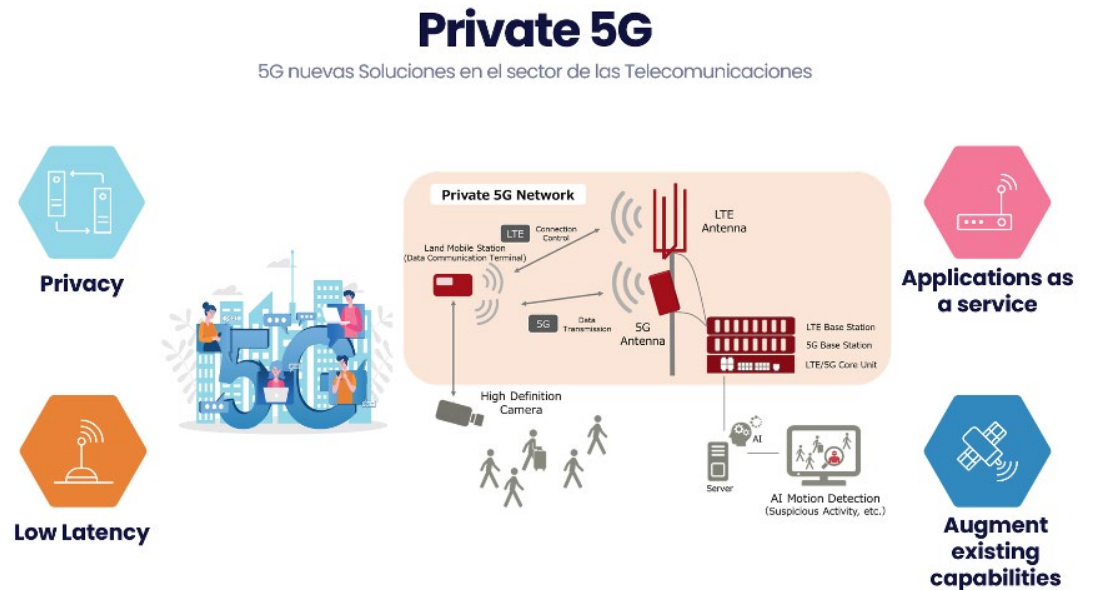 Private 5G
5G nuevas Soluciones en el sector de las Telecomunicaciones
Privacy
Low Latency
5G
Private 5G Network
LTE
Connection
Control
Land Mobile Station
(Data Communication Terminal)
5G
Data
Transmission
LTE
Antenna
5G
Antenna
LTE Base Station
5G Base Station
LTE/5G Core Unit
High Definition
Camera
AI
Server
AI Motion Detection
(Suspicious Activity, etc.)
Applications as
a service
Augment
existing
capabilities